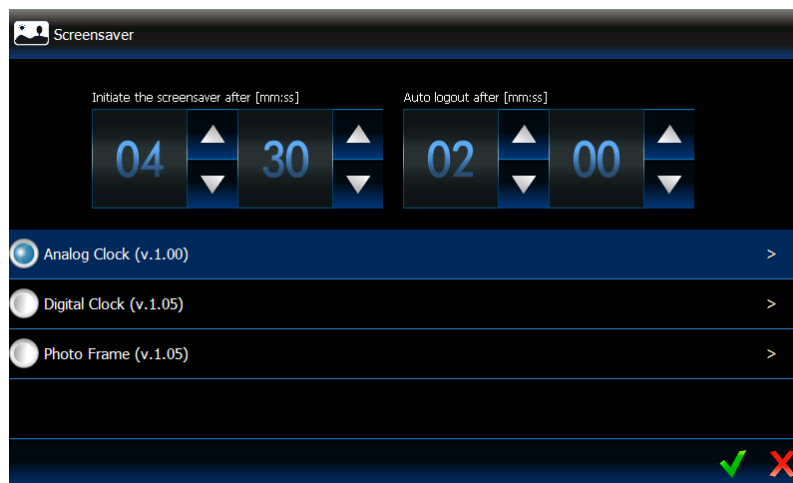 Screensaver
Initiate the screensaver after [mm:ss] Auto logout after [mm:ss]
04 30 02 00
Analog Clock (v.1.00) >
Digital Clock (v.1.05) >
Photo Frame (v.1.05) >